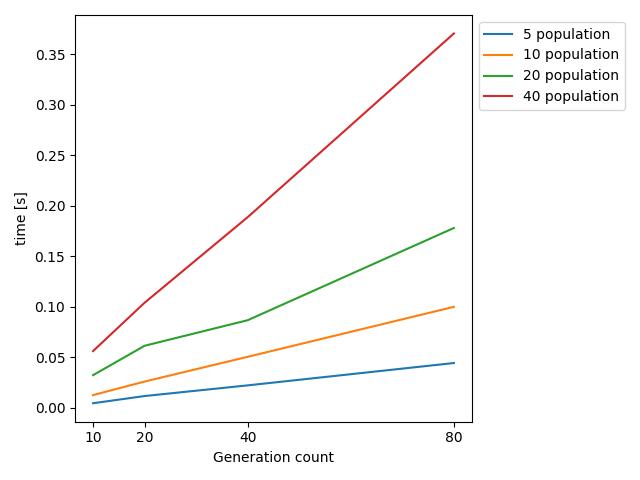 5 population
10 population
20 population
40 population
0.35
0.30
0.25
0.20
0.15
0.10
0.05
0.00
time [s]
10 20 40 80
Generation count